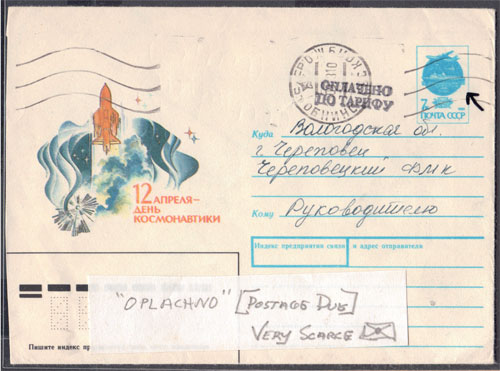 ОПЛАЧЕНО
ПО ТАРИФУ
7
ПОЧТА СССР
12 АПРЕЛЯ–
ДЕНЬ
КОСМОНАВТИКИ
Куда Вологодская обл.
г. Череповец
Череповецкий ФМК
Кому Руководителю
Индекс предприятия связи и адрес отправителя
"OPLACHNO" [POSTAGE DUE]
VERY SCARCE
Пишите индекс